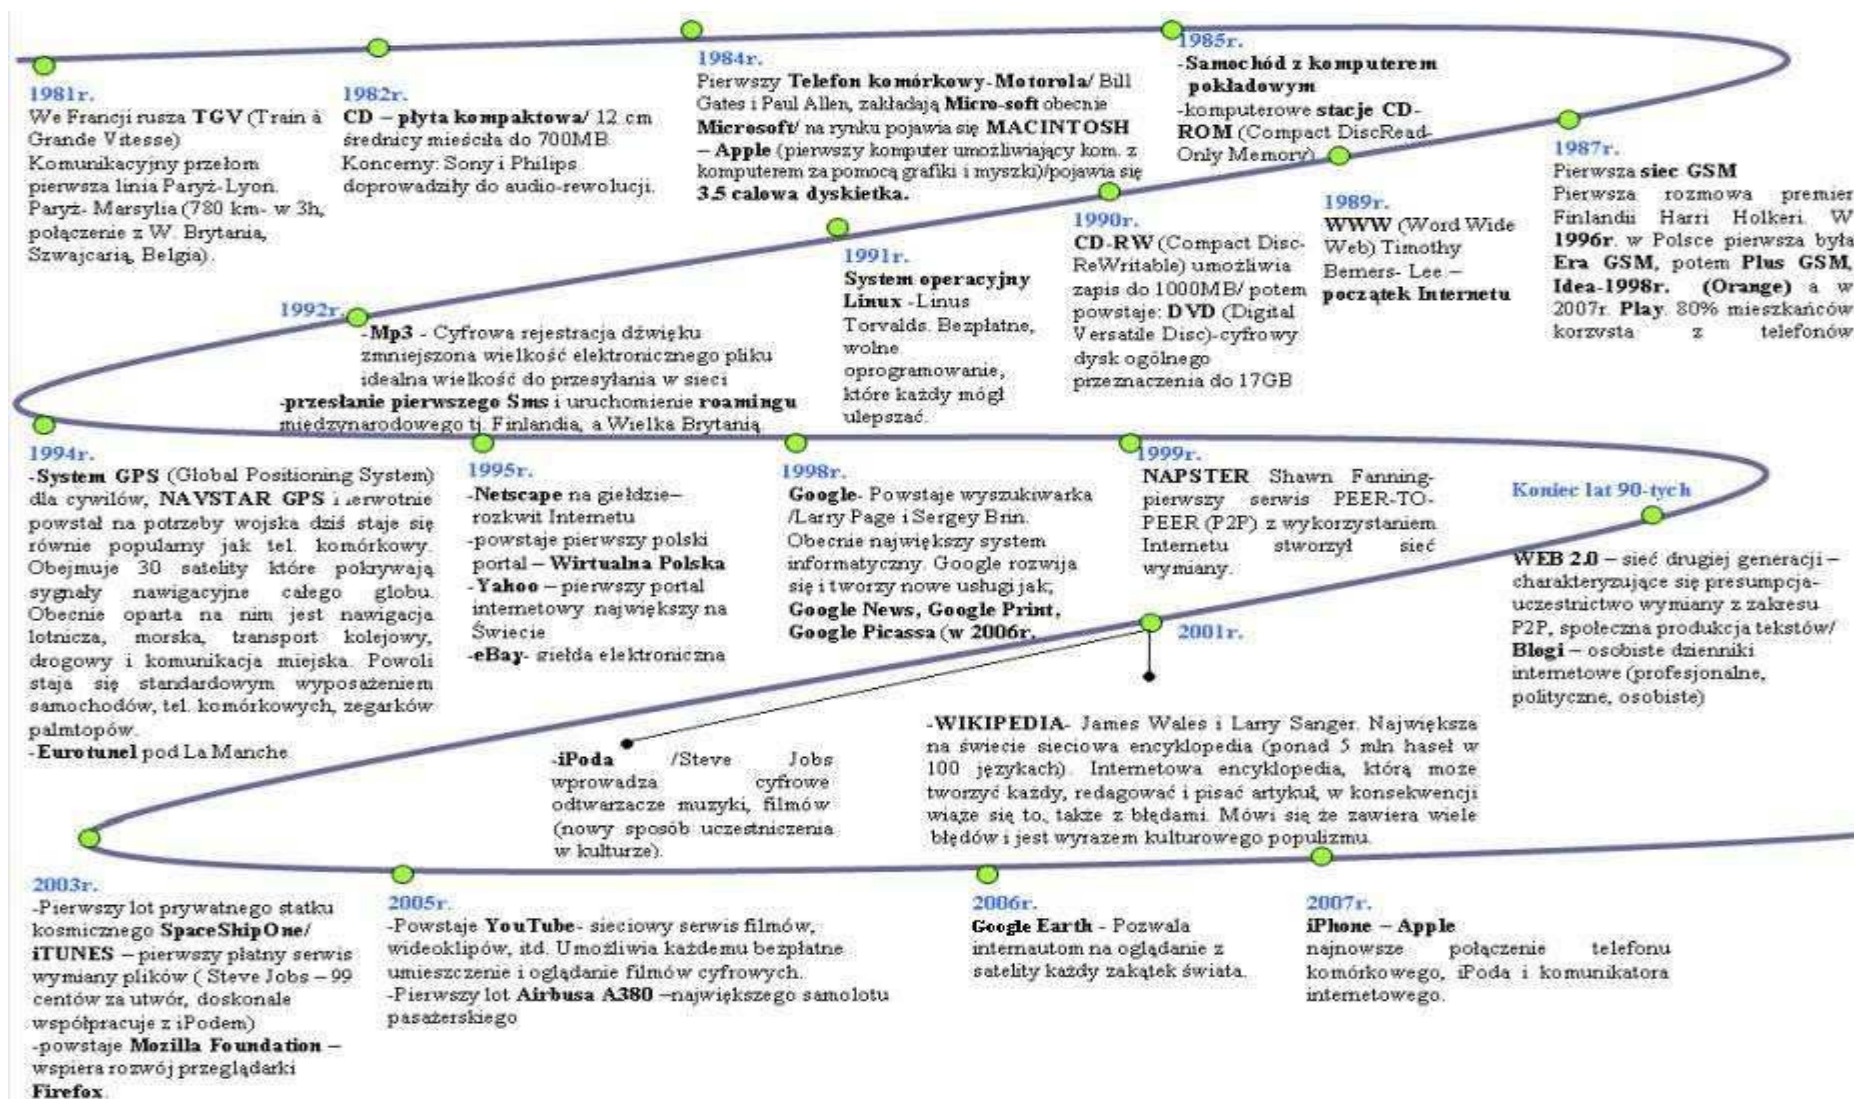 1981r.
We Francji rusza TGV (Train à
Grande Vitesse)
Komunikacyjny przełom
pierwsza linia Paryż-Lyon.
Paryż- Marsylia (780 km- w 3h,
połączenie z W. Brytania,
Szwajcarią, Belgia).
1982r.
CD – płyta kompaktowa/ 12 cm
średnicy mieściła do 700MB
Koncerny: Sony i Philips
doprowadziły do audio-rewolucji.
1984r.
Pierwszy Telefon komórkowy-Motorola/ Bill
Gates i Paul Allen, zakładają Micro-soft obecnie
Microsoft/ na rynku pojawia się MACINTOSH
– Apple (pierwszy komputer umożliwiający kom. z
komputerem za pomocą grafiki i myszki)/pojawia się
3.5 calowa dyskietka.
1985r.
-Samochód z komputerem
pokładowym
-komputerowe stacje CD-
ROM (Compact DiscRead-
Only Memory)
1987r.
Pierwsza siec GSM
Pierwsza rozmowa premier
Finlandii Harri Holkeri. W
1996r. w Polsce pierwsza była
Era GSM, potem Plus GSM,
Idea-1998r. (Orange) a w
2007r. Play. 80% mieszkańców
korzysta z telefonów
1989r.
WWW (Word Wide
Web) Timothy
Berners- Lee –
początek Internetu
1990r.
CD-RW (Compact Disc-
ReWritable) umożliwia
zapis do 1000MB/ potem
powstaje: DVD (Digital
Versatile Disc)-cyfrowy
dysk ogólnego
przeznaczenia do 17GB
1991r.
System operacyjny
Linux -Linus
Torvalds. Bezpłatne,
wolne
oprogramowanie,
które każdy mógł
ulepszać.
1992r.
-Mp3 - Cyfrowa rejestracja dźwięku
zmniejszona wielkość elektronicznego pliku
idealna wielkość do przesyłania w sieci
-przesłanie pierwszego Sms i uruchomienie roamingu
międzynarodowego tj. Finlandia, a Wielka Brytanią
1994r.
-System GPS (Global Positioning System)
dla cywilów, NAVSTAR GPS
powstał na potrzeby wojska dziś staje się
równie popularny jak tel. komórkowy.
Obejmuje 30 satelity które pokrywają
sygnały nawigacyjne całego globu.
Obecnie oparta na nim jest nawigacja
lotnicza, morska, transport kolejowy,
drogowy i komunikacja miejska. Powoli
staja się standardowym wyposażeniem
samochodów, tel. komórkowych, zegarków
palmtopów.
-Eurotunel pod La Manche
1995r.
-Netscape na giełdzie–
rozkwit Internetu
-powstaje pierwszy polski
portal – Wirtualna Polska
-Yahoo – pierwszy portal
internetowy największy na
Świecie
-eBay- giełda elektroniczna
1998r.
Google- Powstaje wyszukiwarka
/Larry Page i Sergey Brin.
Obecnie największy system
informatyczny. Google rozwija
się i tworzy nowe usługi jak;
Google News, Google Print,
Google Picassa (w 2006r.
1999r.
NAPSTER Shawn Fanning-
pierwszy serwis PEER-TO-
PEER (P2P) z wykorzystaniem
Internetu stworzył sieć
wymiany.
Koniec lat 90-tych
WEB 2.0 – sieć drugiej generacji –
charakteryzujące się presumpcja-
uczestnictwo wymiany z zakresu
P2P, społeczna produkcja tekstów/
Blogi – osobiste dzienniki
internetowe (profesjonalne,
polityczne, osobiste)
2001r.
-iPoda /Steve Jobs
wprowadza cyfrowe
odtwarzacze muzyki, filmów
(nowy sposób uczestniczenia
w kulturze).
-WIKIPEDIA- James Wales i Larry Sanger. Największa
na świecie sieciowa encyklopedia (ponad 5 mln haseł w
100 językach). Internetowa encyklopedia, którą może
tworzyć każdy, redagować i pisać artykuł, w konsekwencji
wiąże się to, także z błędami. Mówi się że zawiera wiele
błędów i jest wyrazem kulturowego populizmu.
2003r.
-Pierwszy lot prywatnego statku
kosmicznego SpaceShipOne/
iTUNES – pierwszy płatny serwis
wymiany plików ( Steve Jobs – 99
centów za utwór, doskonale
współpracuje z iPodem)
-powstaje Mozilla Foundation –
wspiera rozwój przeglądarki
Firefox.
2005r.
-Powstaje YouTube- sieciowy serwis filmów,
wideoklipów, itd. Umożliwia każdemu bezpłatne
umieszczenie i oglądanie filmów cyfrowych.
-Pierwszy lot Airbusa A380 –największego samolotu
pasażerskiego
2006r.
Google Earth - Pozwala
internautom na oglądanie z
satelity każdy zakątek świata.
2007r.
iPhone – Apple
najnowsze połączenie telefonu
komórkowego, iPoda i komunikatora
internetowego.